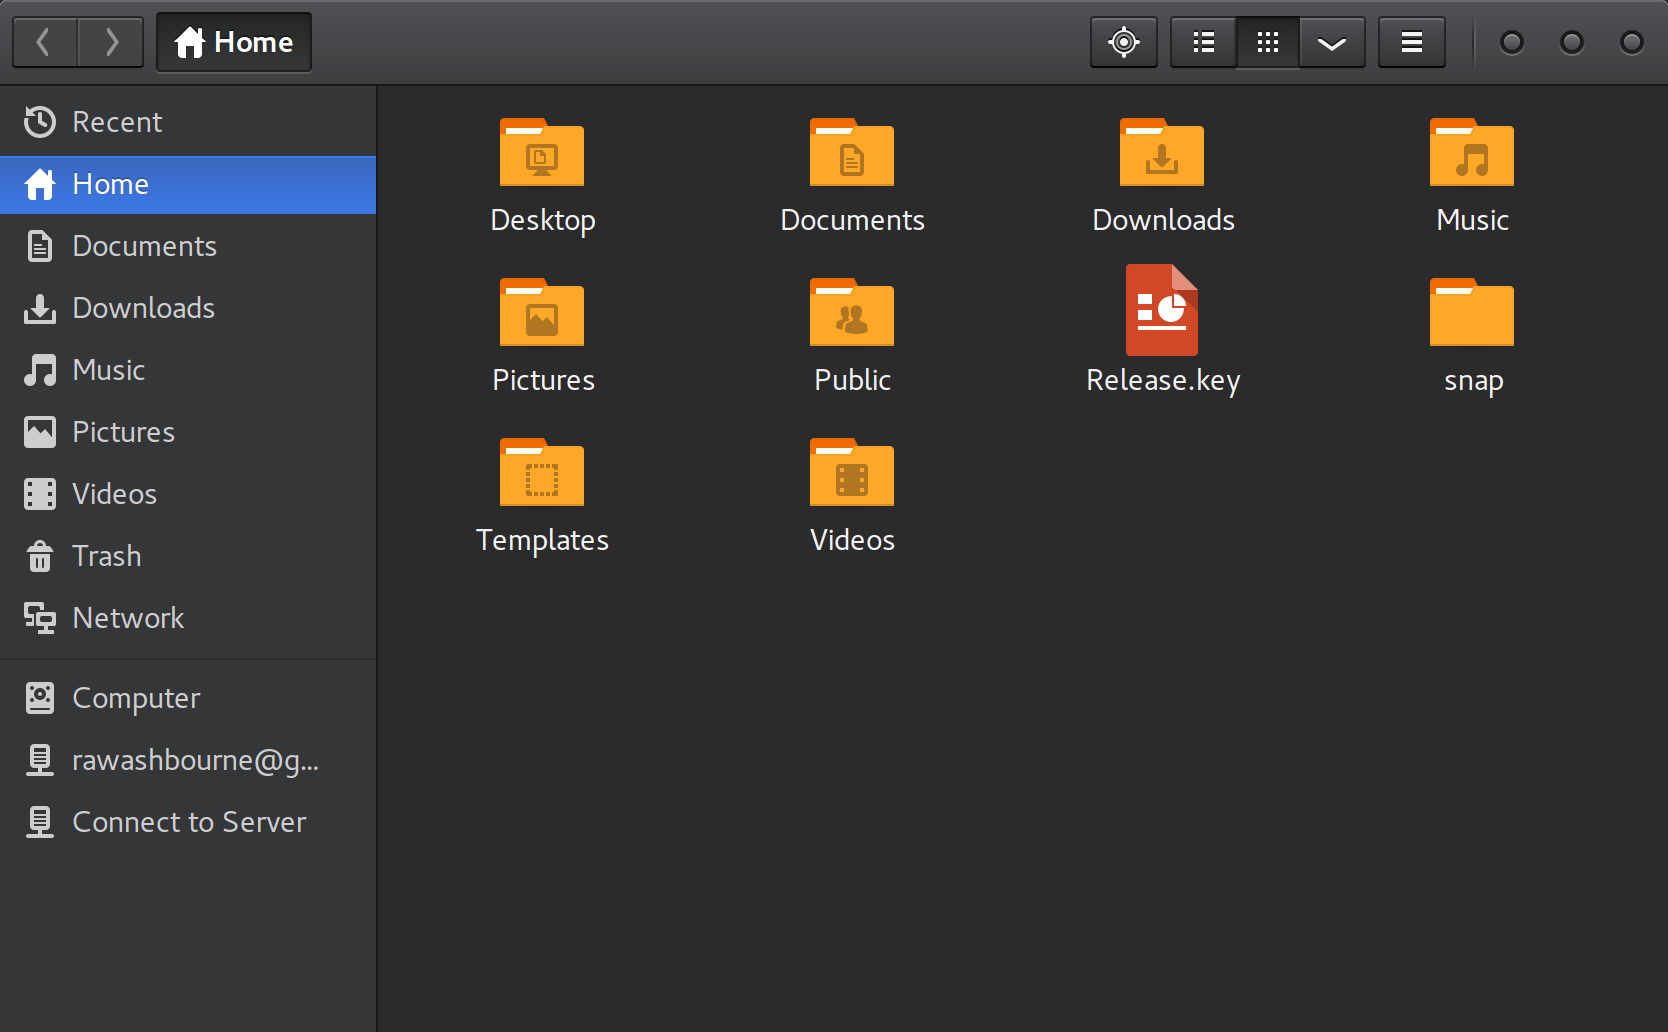 Home
Recent
Home
Documents
Downloads
Music
Pictures
Videos
Trash
Network
Computer
rawashbourne@g...
Connect to Server
Desktop
Documents
Downloads
Music
Pictures
Public
Release.key
snap
Templates
Videos